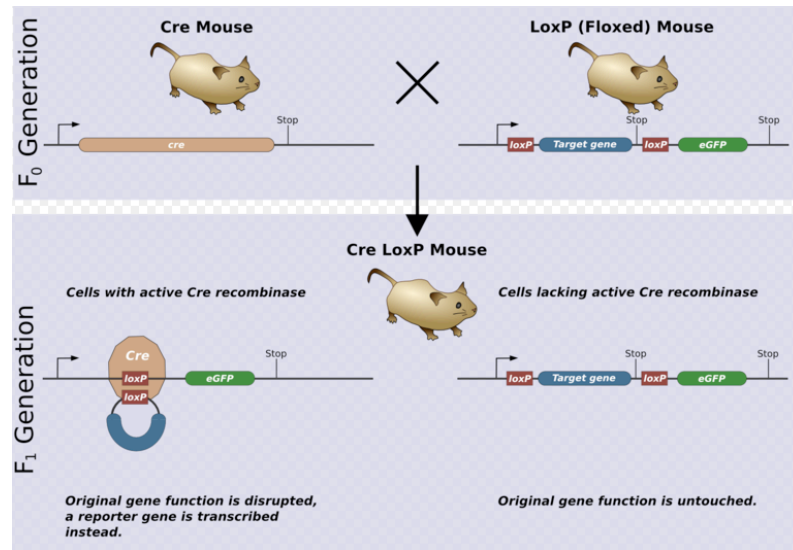 F0 Generation
Cre Mouse
LoxP (Floxed) Mouse
Stop
cre
Stop
Stop
loxP
Target gene
loxP
eGFP
F1 Generation
Cre LoxP Mouse
Cells with active Cre recombinase
Cells lacking active Cre recombinase
Cre
loxP
loxP
eGFP
Stop
Stop
Stop
loxP
Target gene
loxP
eGFP
Original gene function is disrupted,
a reporter gene is transcribed
instead.
Original gene function is untouched.